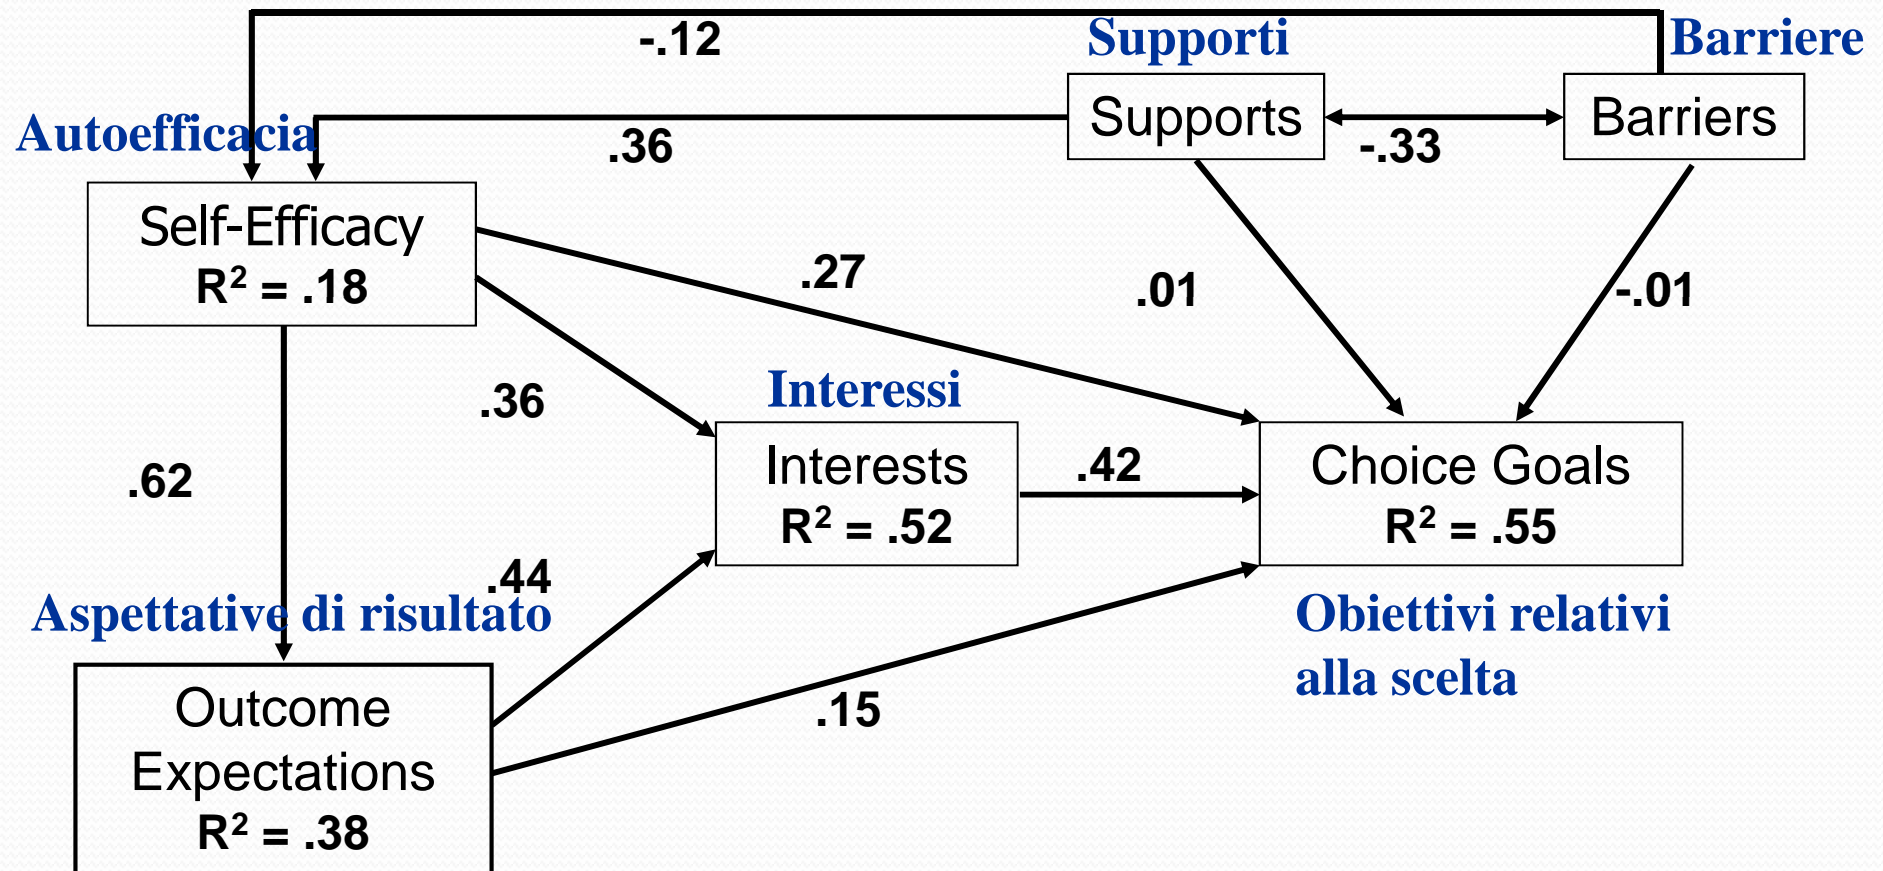 -.12
Supporti
Barriere
Supports
Barriers
Autoefficacia
.36
-.33
Self-Efficacy
R² = .18
.27
.01
-.01
.36
Interessi
.62
Interests
R² = .52
.42
Choice Goals
R² = .55
.44
Aspettative di risultato
Obiettivi relativi
alla scelta
Outcome
Expectations
R² = .38
.15